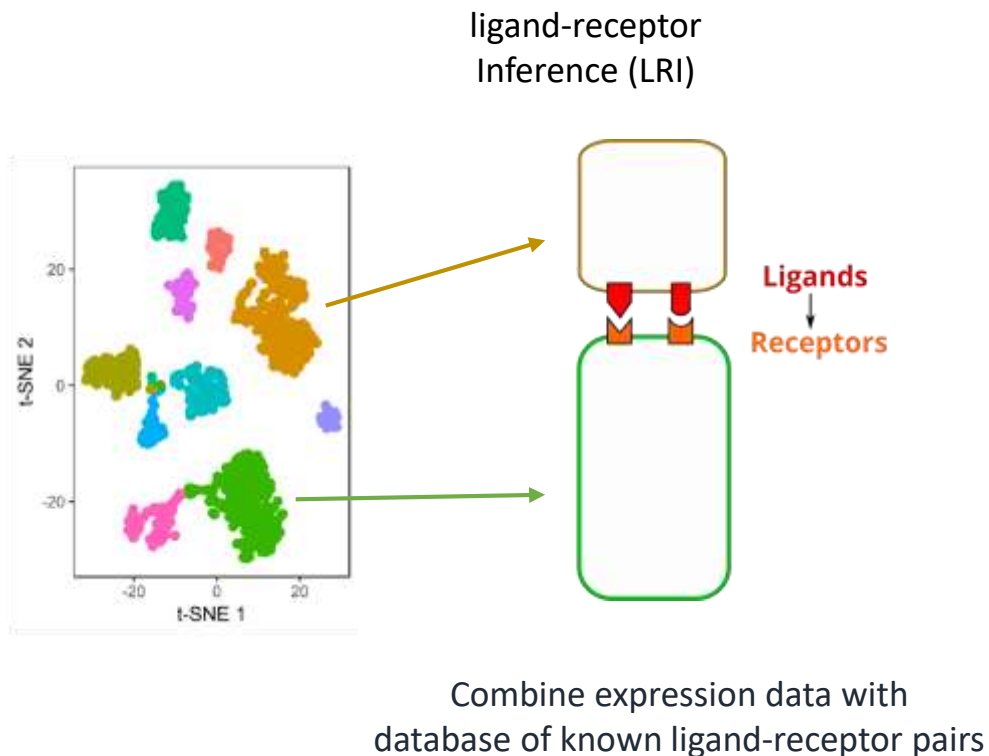 ligand-receptor
Inference (LRI)
t-SNE 2
20
0
-20
-20
0
20
t-SNE 1
Ligands
Receptors
Combine expression data with
database of known ligand-receptor pairs